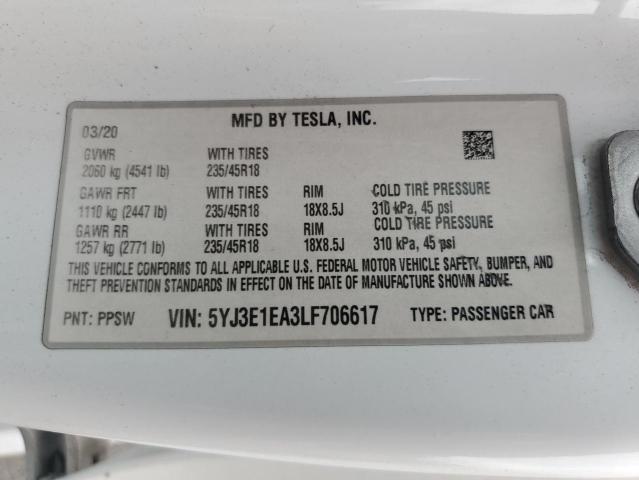 03/20 MFD BY TESLA, INC.
GVWR WITH TIRES
2060 kg (4541 lb) 235/45R18
GAWR FRT WITH TIRES RIM COLD TIRE PRESSURE
1110 kg (2447 lb) 235/45R18 18X8.5J 310 kPa, 45 psi
GAWR RR WITH TIRES RIM COLD TIRE PRESSURE
1257 kg (2771 lb) 235/45R18 18X8.5J 310 kPa, 45 psi
THIS VEHICLE CONFORMS TO ALL APPLICABLE U.S. FEDERAL MOTOR VEHICLE SAFETY, BUMPER, AND
THEFT PREVENTION STANDARDS IN EFFECT ON THE DATE OF MANUFACTURE SHOWN ABOVE.
PNT: PPSW VIN: 5YJ3E1EA3LF706617 TYPE: PASSENGER CAR